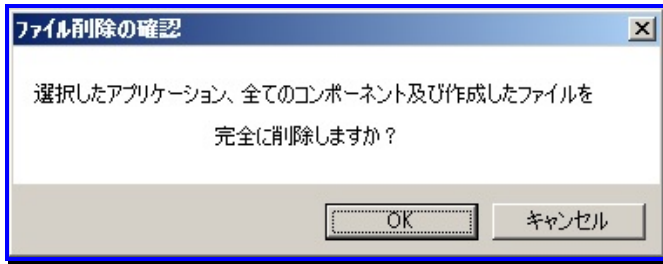 ファイル削除の確認
選択したアプリケーション、全てのコンポーネント及び作成したファイルを
完全に削除しますか？
OK
キャンセル